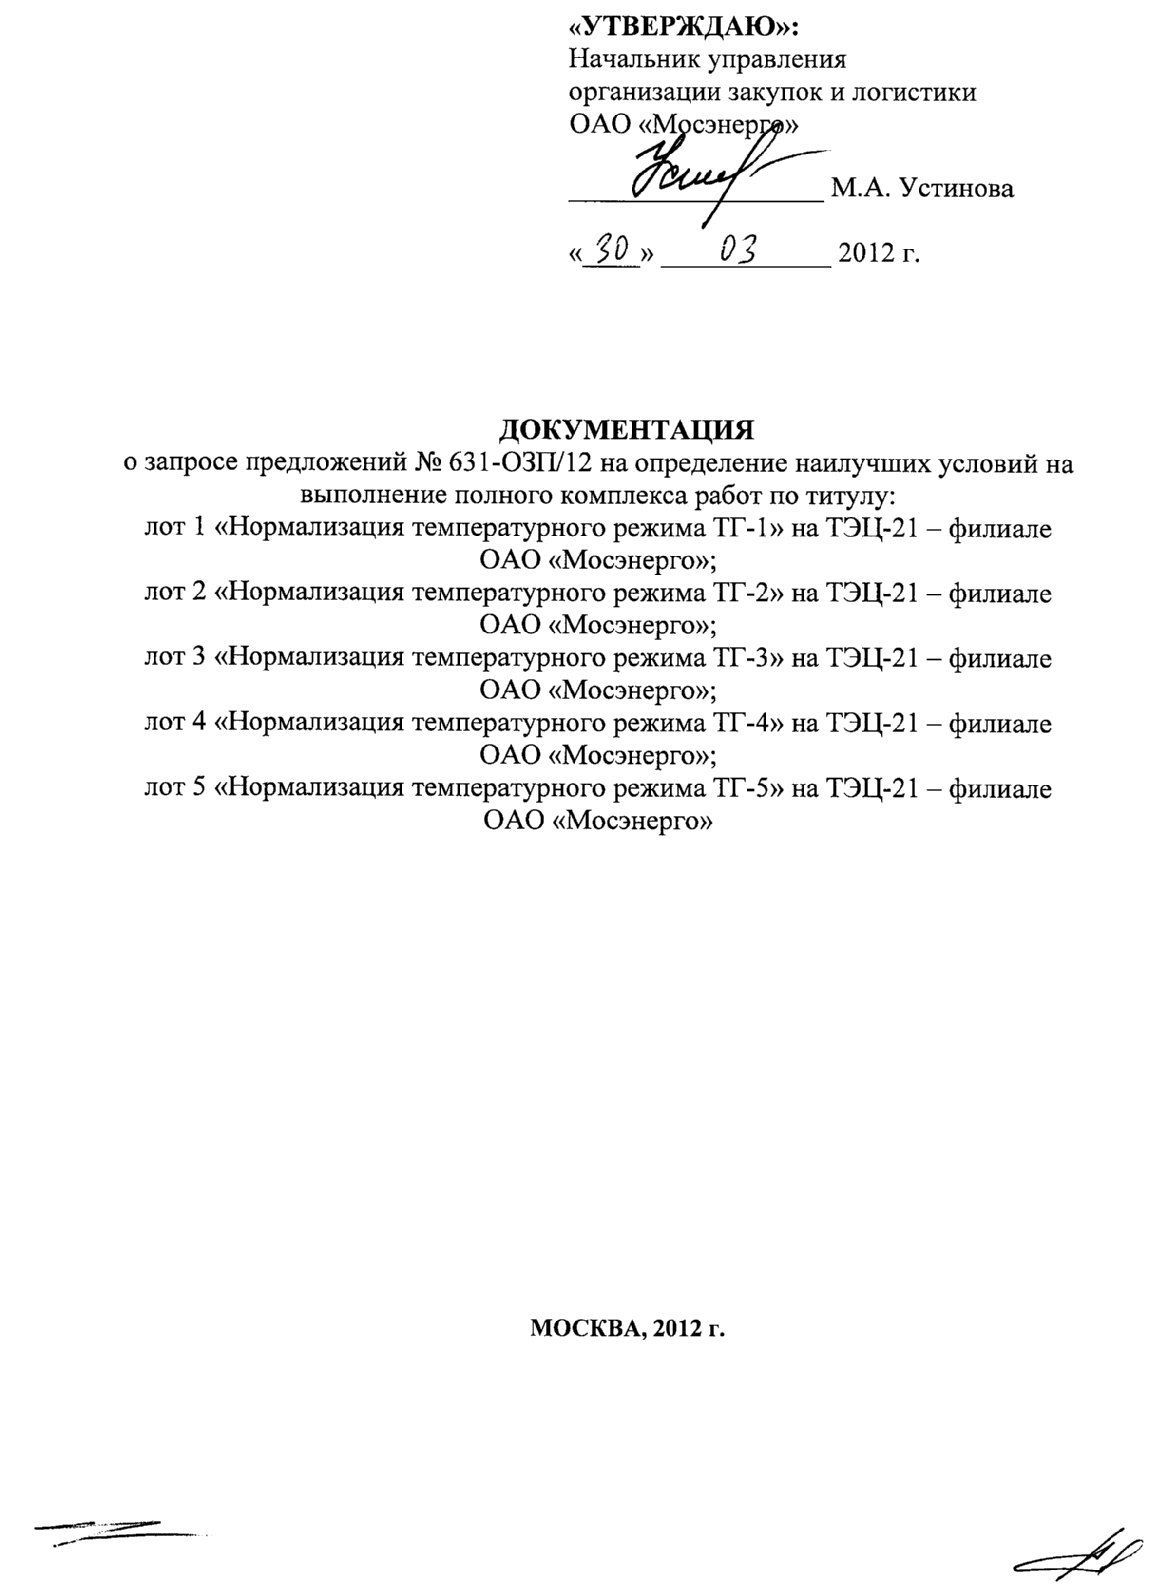 «УТВЕРЖДАЮ»:
Начальник управления
организации закупок и логистики
ОАО «Мосэнерго»
М.А. Устинова
«30» 03 2012 г.
ДОКУМЕНТАЦИЯ
о запросе предложений № 631-ОЗП/12 на определение наилучших условий на
выполнение полного комплекса работ по титулу:
лот 1 «Нормализация температурного режима ТГ-1» на ТЭЦ-21 – филиале
ОАО «Мосэнерго»;
лот 2 «Нормализация температурного режима ТГ-2» на ТЭЦ-21 – филиале
ОАО «Мосэнерго»;
лот 3 «Нормализация температурного режима ТГ-3» на ТЭЦ-21 – филиале
ОАО «Мосэнерго»;
лот 4 «Нормализация температурного режима ТГ-4» на ТЭЦ-21 – филиале
ОАО «Мосэнерго»;
лот 5 «Нормализация температурного режима ТГ-5» на ТЭЦ-21 – филиале
ОАО «Мосэнерго»
МОСКВА, 2012 г.